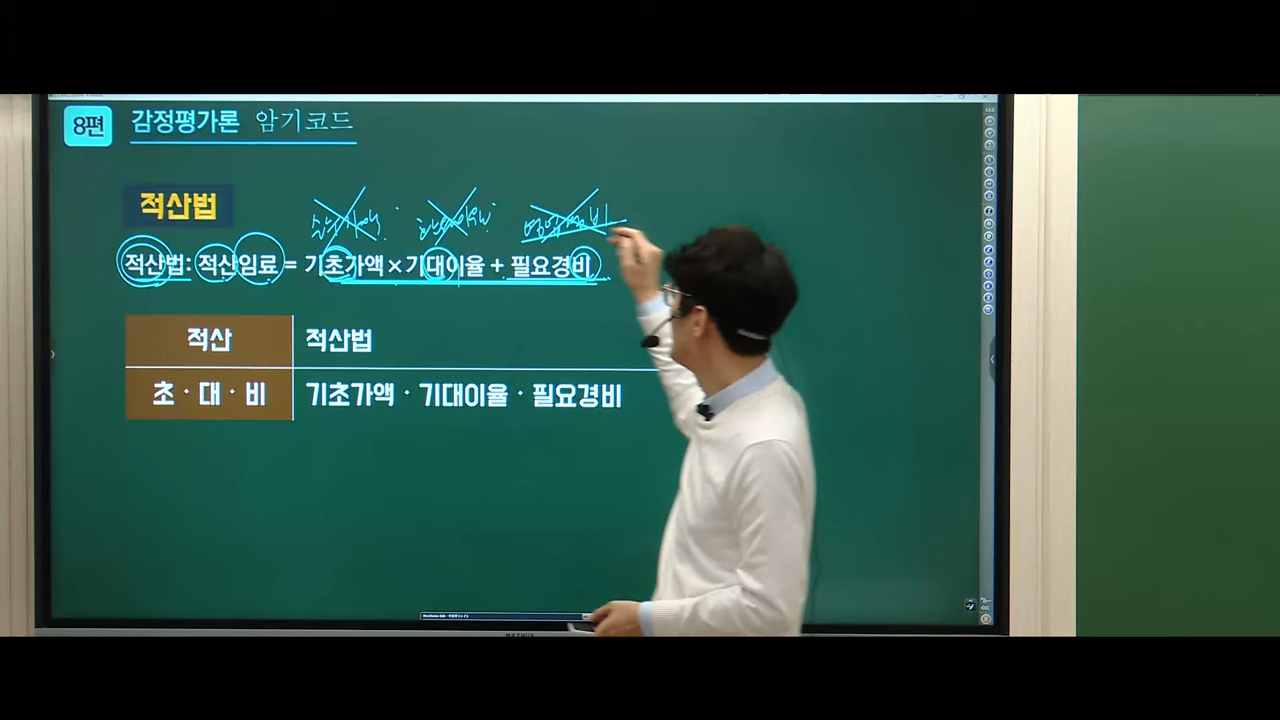 8편 감정평가론 암기코드
적산법
적산법: 적산임료 = 기초가액×기대이율 + 필요경비
적산 적산법
초·대·비 기초가액·기대이율·필요경비